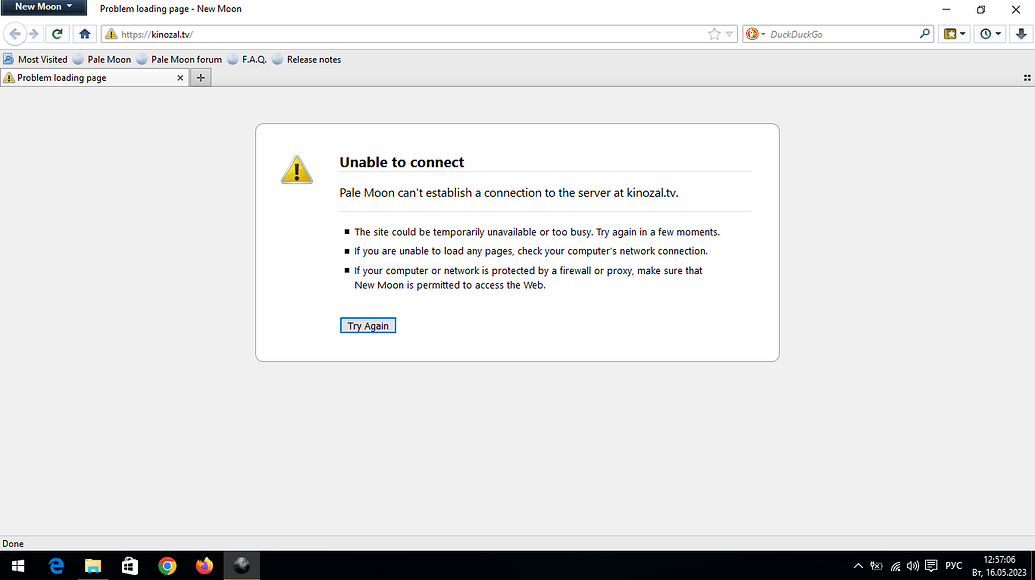 New Moon
Problem loading page - New Moon
https://kinozal.tv/
DuckDuckGo
Most Visited Pale Moon Pale Moon forum F.A.Q. Release notes
Problem loading page
Unable to connect
Pale Moon can't establish a connection to the server at kinozal.tv.
The site could be temporarily unavailable or too busy. Try again in a few moments.
If you are unable to load any pages, check your computer's network connection.
If your computer or network is protected by a firewall or proxy, make sure that
New Moon is permitted to access the Web.
Try Again
Done
РУС
12:57:06
Вт, 16.05.2023